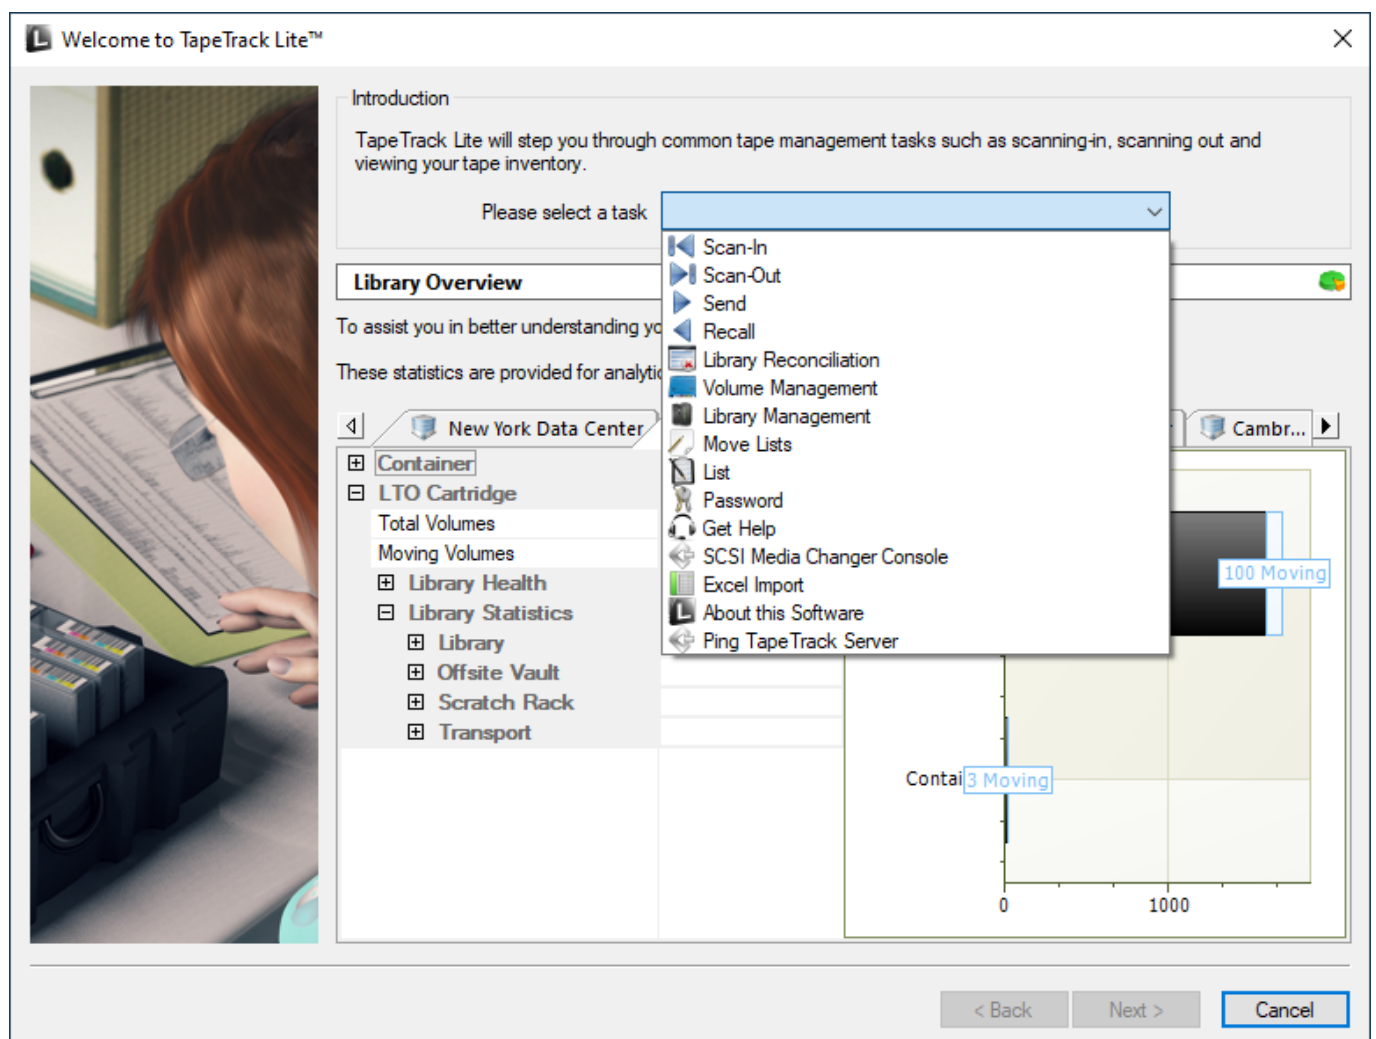 Welcome to TapeTrack Lite™
Introduction
TapeTrack Lite will step you through common tape management tasks such as scanning-in, scanning out and
viewing your tape inventory.
Please select a task
Scan-In
Scan-Out
Send
Recall
Library Reconciliation
Volume Management
Library Management
Move Lists
List
Password
Get Help
SCSI Media Changer Console
Excel Import
About this Software
Ping TapeTrack Server
Library Overview
To assist you in better understanding
These statistics are provided for
New York Data Center
Cambr...
Container
LTO Cartridge
Total Volumes
Moving Volumes
Library Health
Library Statistics
Library
Offsite Vault
Scratch Rack
Transport
100 Moving
Contai
3 Moving
0
1000
< Back
Next >
Cancel